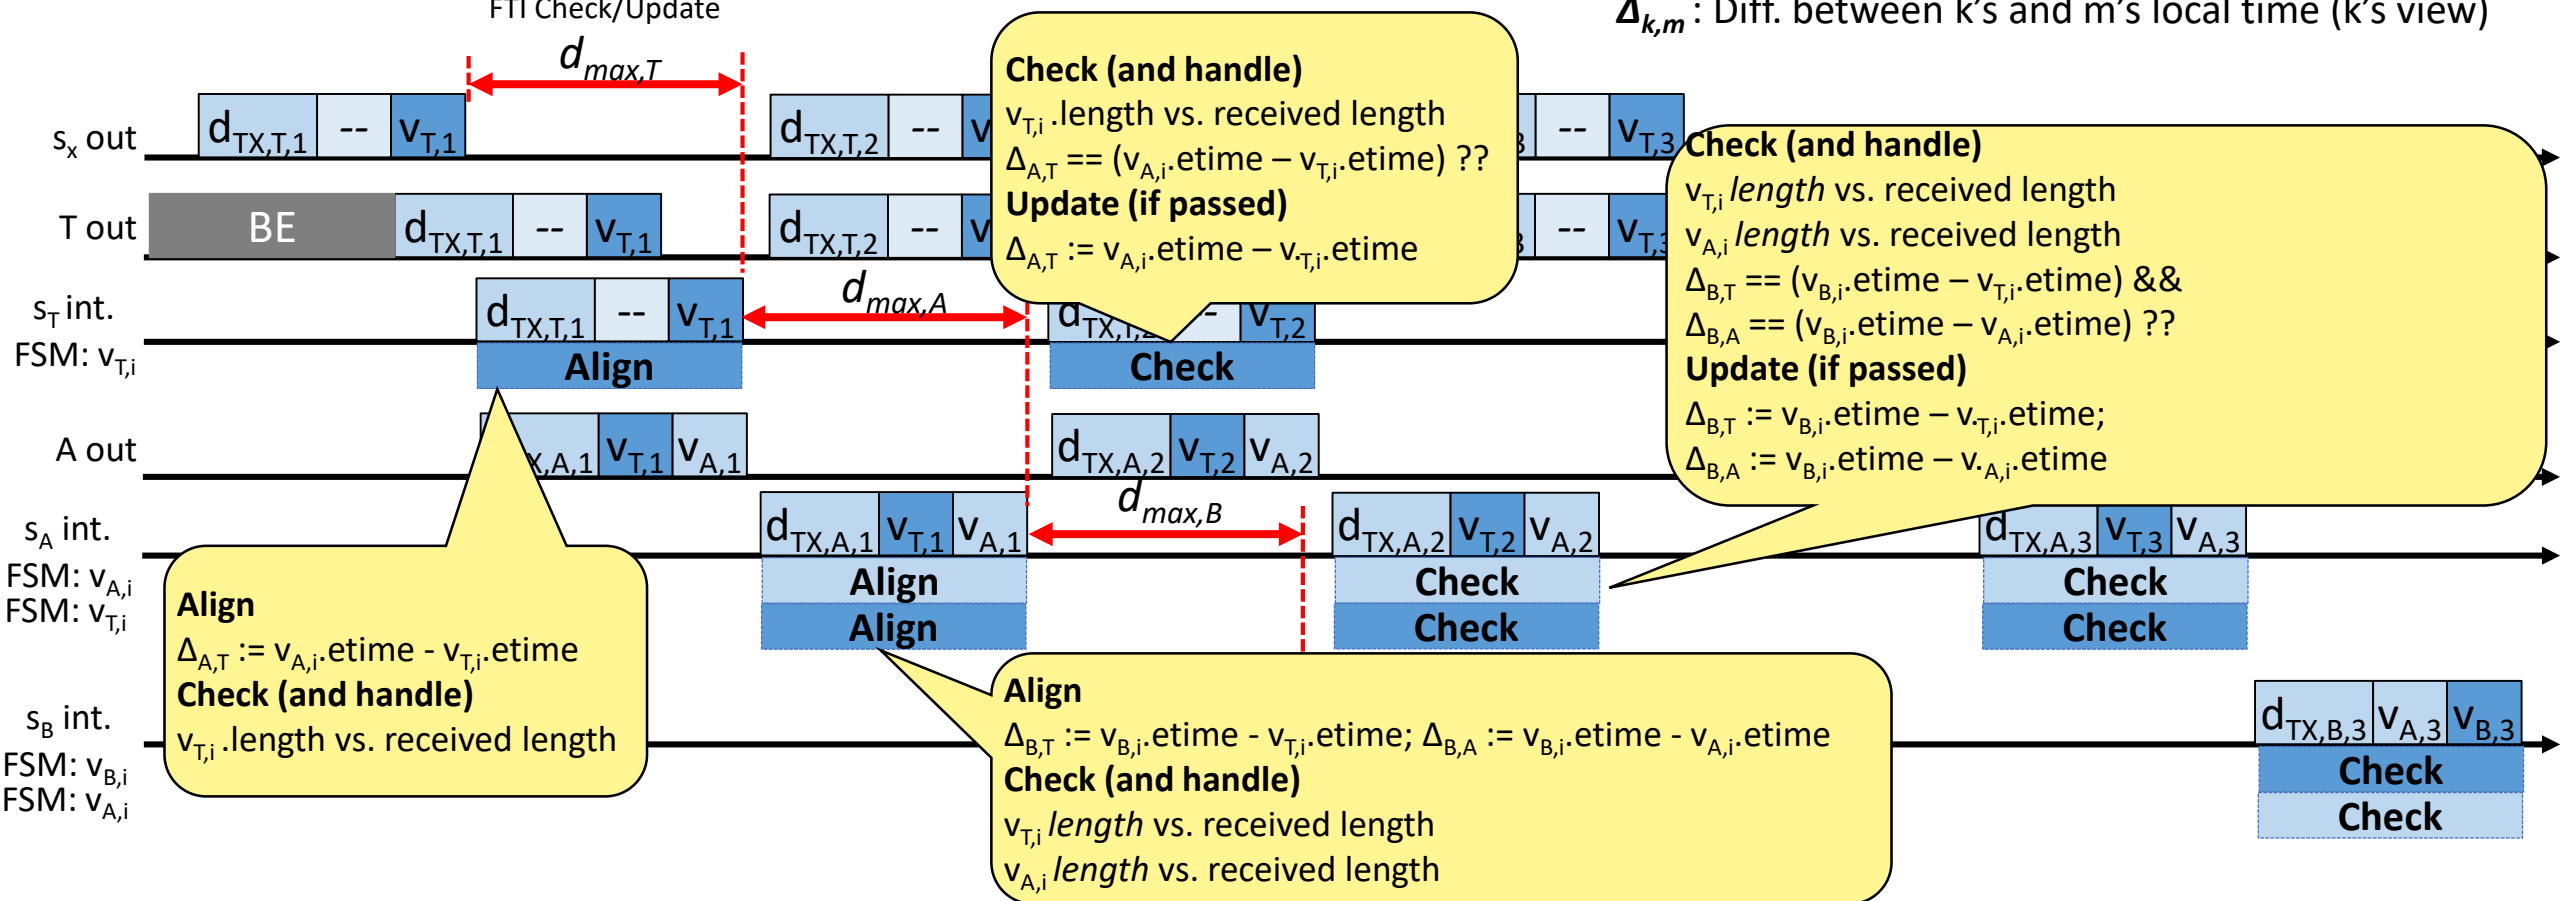 FTI Check/Update
Δk,m : Diff. between k's and m's local time (k's view)
dmax,T
sx out
dTX,T,1 -- vT,1
dTX,T,2 -- v
3 -- vT,3
T out
BE
dTX,T,1 -- vT,1
dTX,T,2 -- v
3 -- vT,3
Check (and handle)
vT,i .length vs. received length
ΔA,T == (vA,i.etime – vT,i.etime) ??
Update (if passed)
ΔA,T := vA,i.etime – v.T,i.etime
Check (and handle)
vT,i length vs. received length
vA,i length vs. received length
ΔB,T == (vB,i.etime – vT,i.etime) &&
ΔB,A == (vB,i.etime – vA,i.etime) ??
Update (if passed)
ΔB,T := vB,i.etime – v.T,i.etime;
ΔB,A := vB,i.etime – v.A,i.etime
sT int.
FSM: vT,i
dTX,T,1 -- vT,1
Align
dmax,A
dTX,T,2 - vT,2
Check
A out
X,A,1 vT,1 vA,1
dTX,A,2 vT,2 vA,2
sA int.
FSM: vA,i
FSM: vT,i
dTX,A,1 vT,1 vA,1
Align
Align
dmax,B
dTX,A,2 vT,2 vA,2
Check
Check
dTX,A,3 vT,3 vA,3
Check
Check
Align
ΔA,T := vA,i.etime - vT,i.etime
Check (and handle)
vT,i .length vs. received length
Align
ΔB,T := vB,i.etime - vT,i.etime; ΔB,A := vB,i.etime - vA,i.etime
Check (and handle)
vT,i length vs. received length
vA,i length vs. received length
sB int.
FSM: vB,i
FSM: vA,i
dTX,B,3 vA,3 vB,3
Check
Check